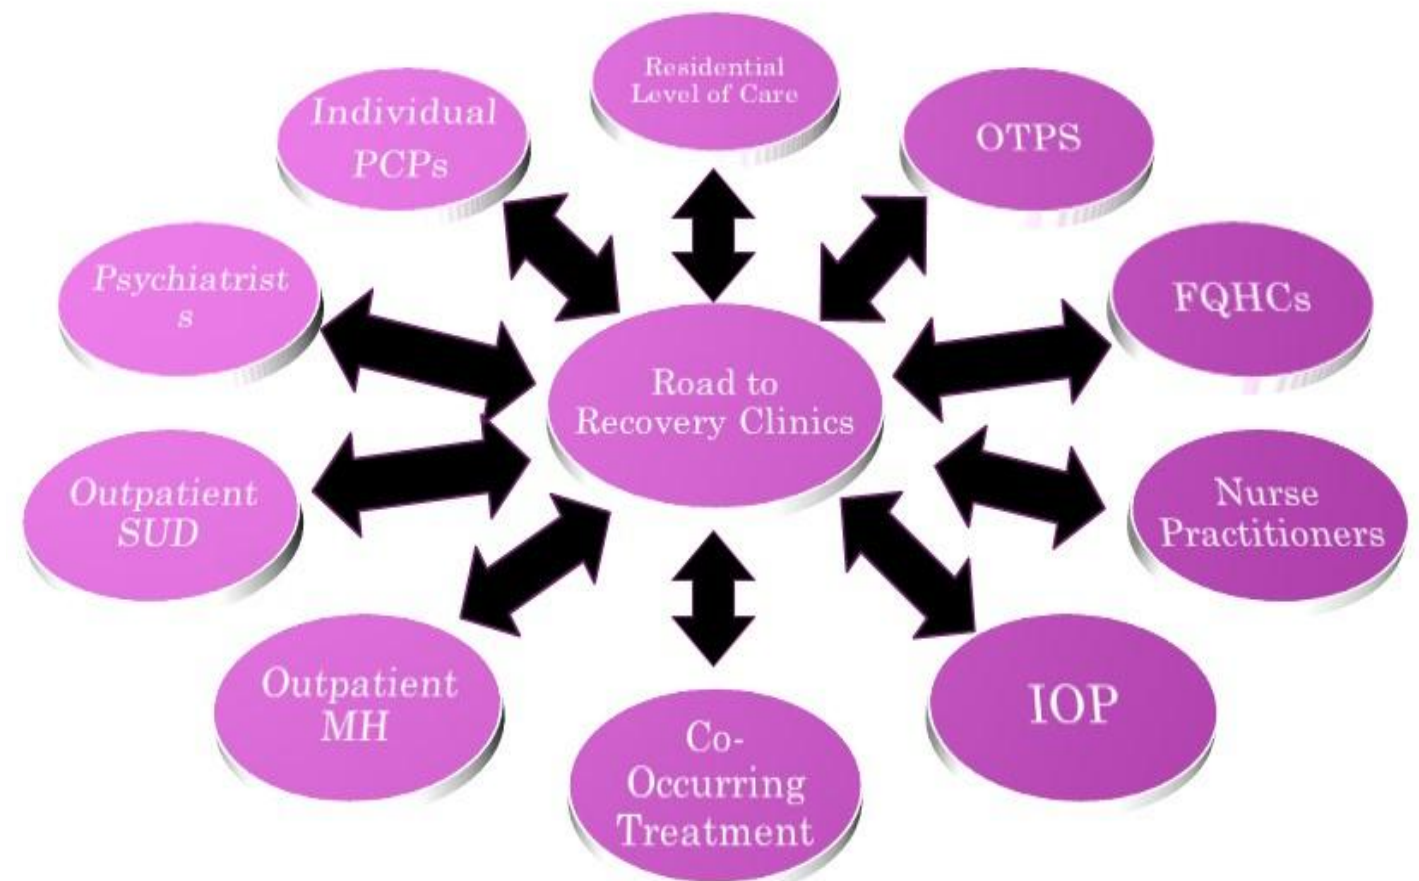 Residential
Level of Care
OTPS
FQHCs
Nurse
Practitioners
IOP
Co-
Occurring
Treatment
Outpatient
MH
Outpatient
SUD
Psychiatrist
s
Individual
PCPs
Road to
Recovery Clinics